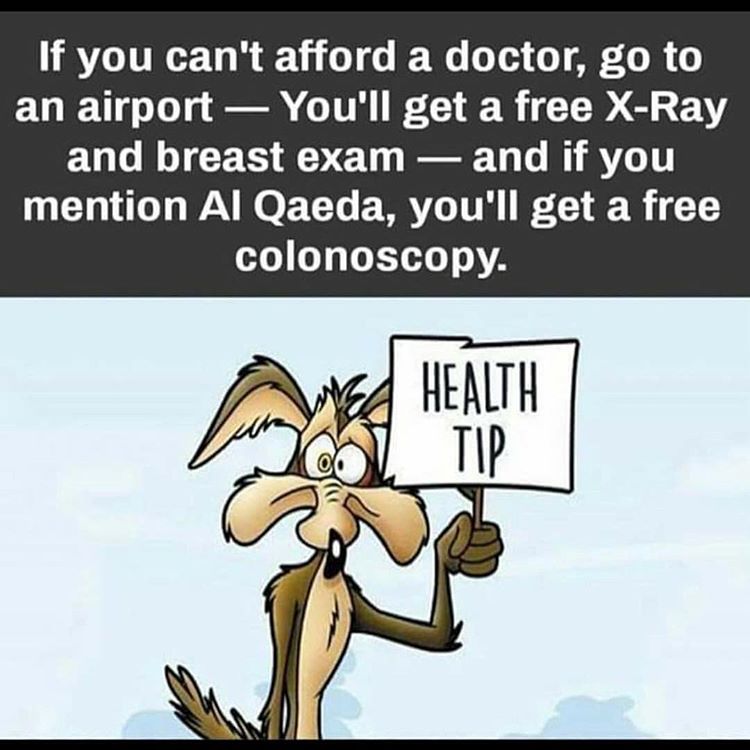 If you can't afford a doctor, go to
an airport — You'll get a free X-Ray
and breast exam — and if you
mention Al Qaeda, you'll get a free
colonoscopy.
HEALTH
TIP